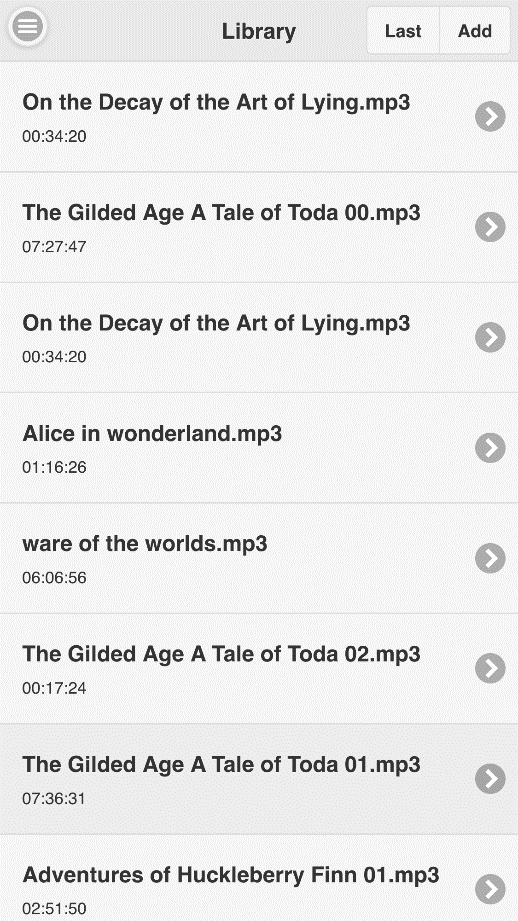 Library
Last
Add
On the Decay of the Art of Lying.mp3
00:34:20
The Gilded Age A Tale of Toda 00.mp3
07:27:47
On the Decay of the Art of Lying.mp3
00:34:20
Alice in wonderland.mp3
01:16:26
ware of the worlds.mp3
06:06:56
The Gilded Age A Tale of Toda 02.mp3
00:17:24
The Gilded Age A Tale of Toda 01.mp3
07:36:31
Adventures of Huckleberry Finn 01.mp3
02:51:50